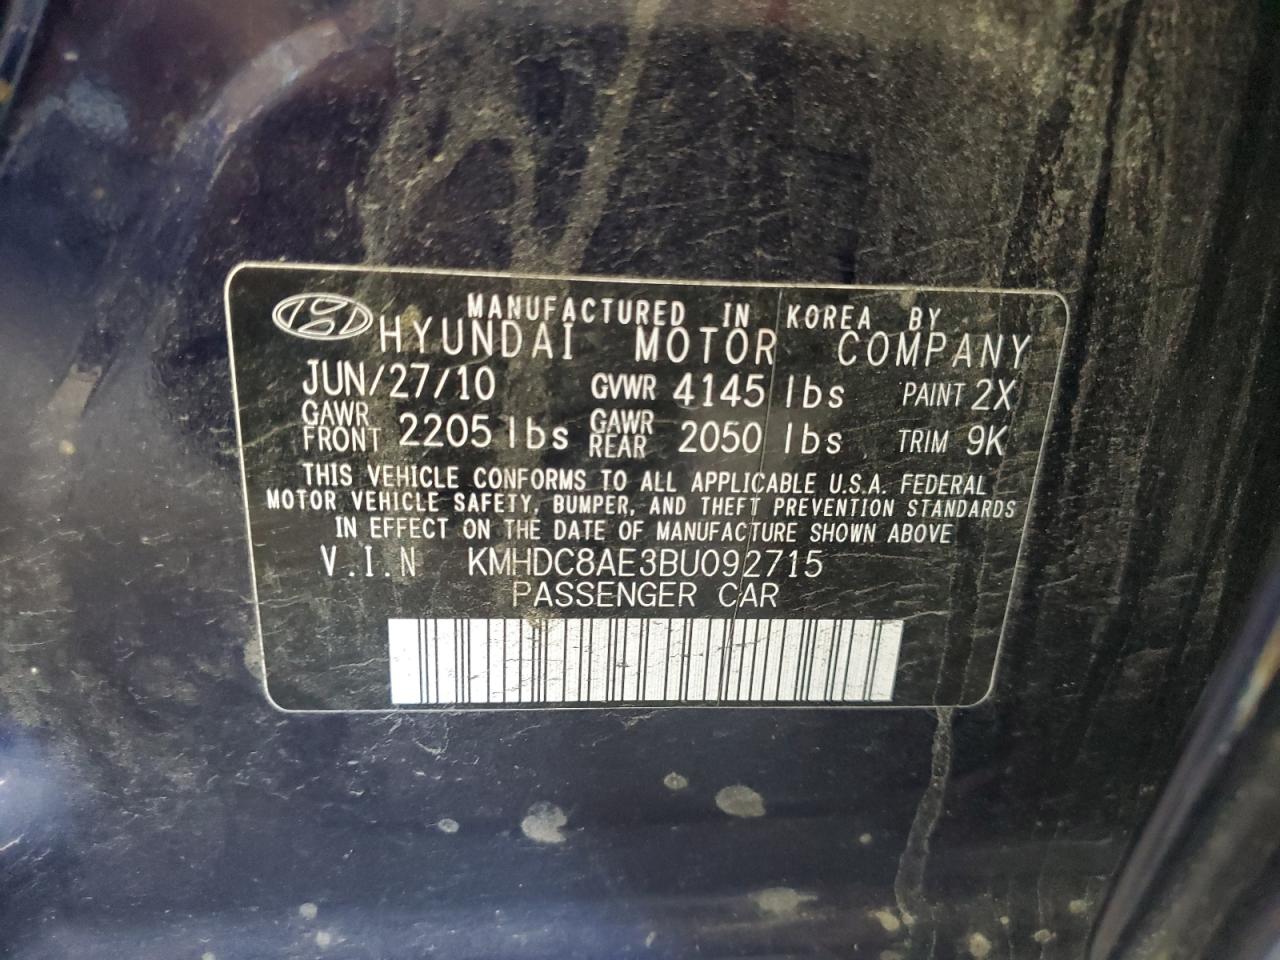 MANUFACTURED IN KOREA BY
HYUNDAI MOTOR COMPANY
JUN/27/10 GVWR 4145 lbs PAINT 2X
GAWR FRONT 2205 lbs GAWR REAR 2050 lbs TRIM 9K
THIS VEHICLE CONFORMS TO ALL APPLICABLE U.S.A. FEDERAL
MOTOR VEHICLE SAFETY, BUMPER, AND THEFT PREVENTION STANDARDS
IN EFFECT ON THE DATE OF MANUFACTURE SHOWN ABOVE
V.I.N KMHDC8AE3BU092715
PASSENGER CAR